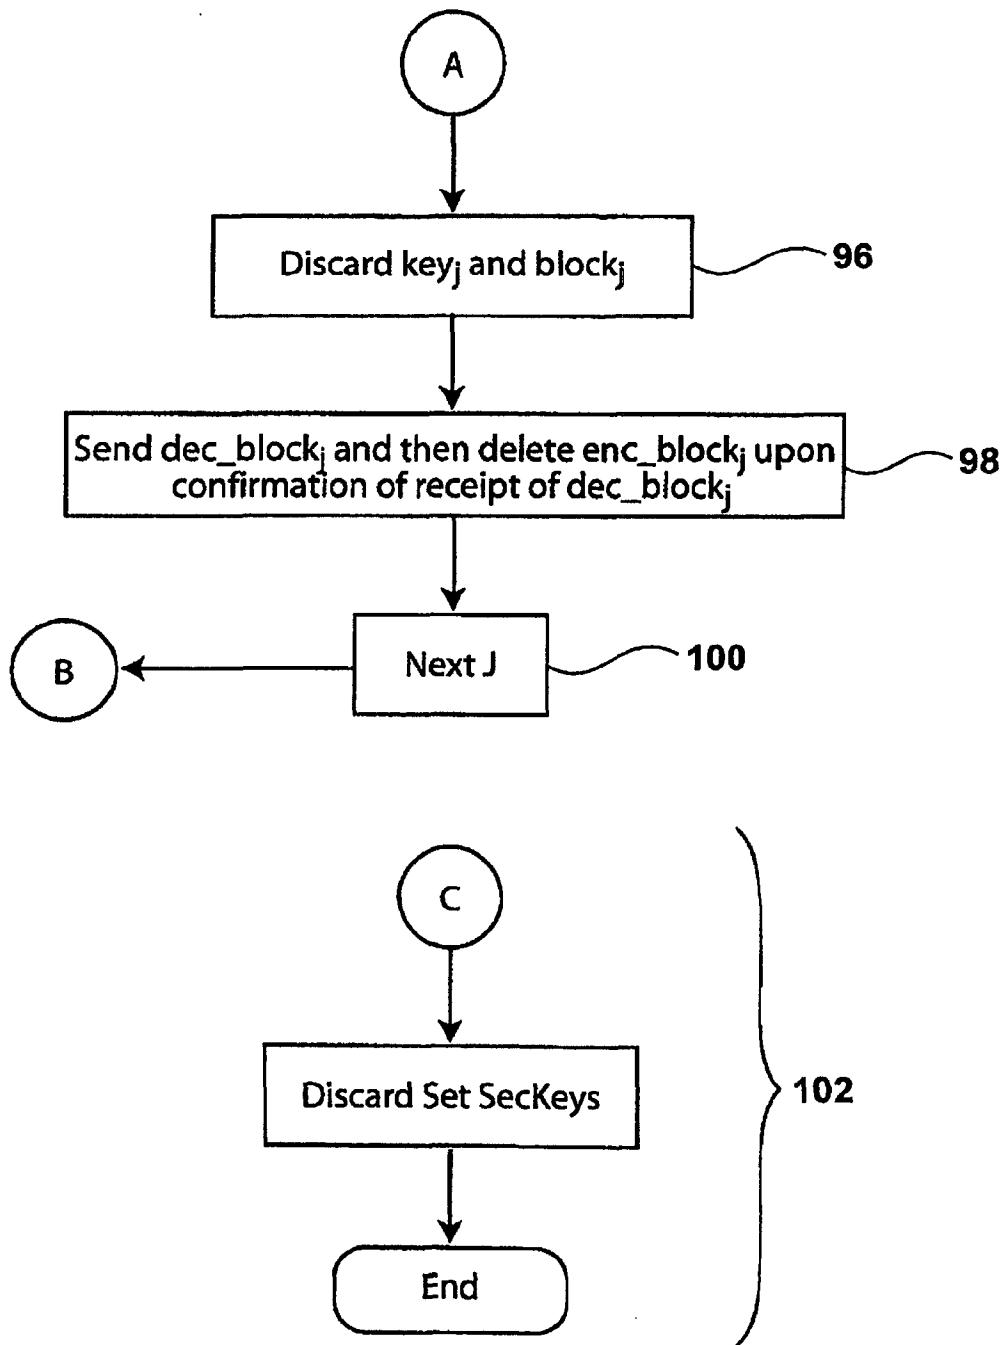 A
Discard keyj and blockj
96
Send dec_blockj and then delete enc_blockj upon
confirmation of receipt of dec_blockj
98
Next J
100
B
C
Discard Set SecKeys
102
End